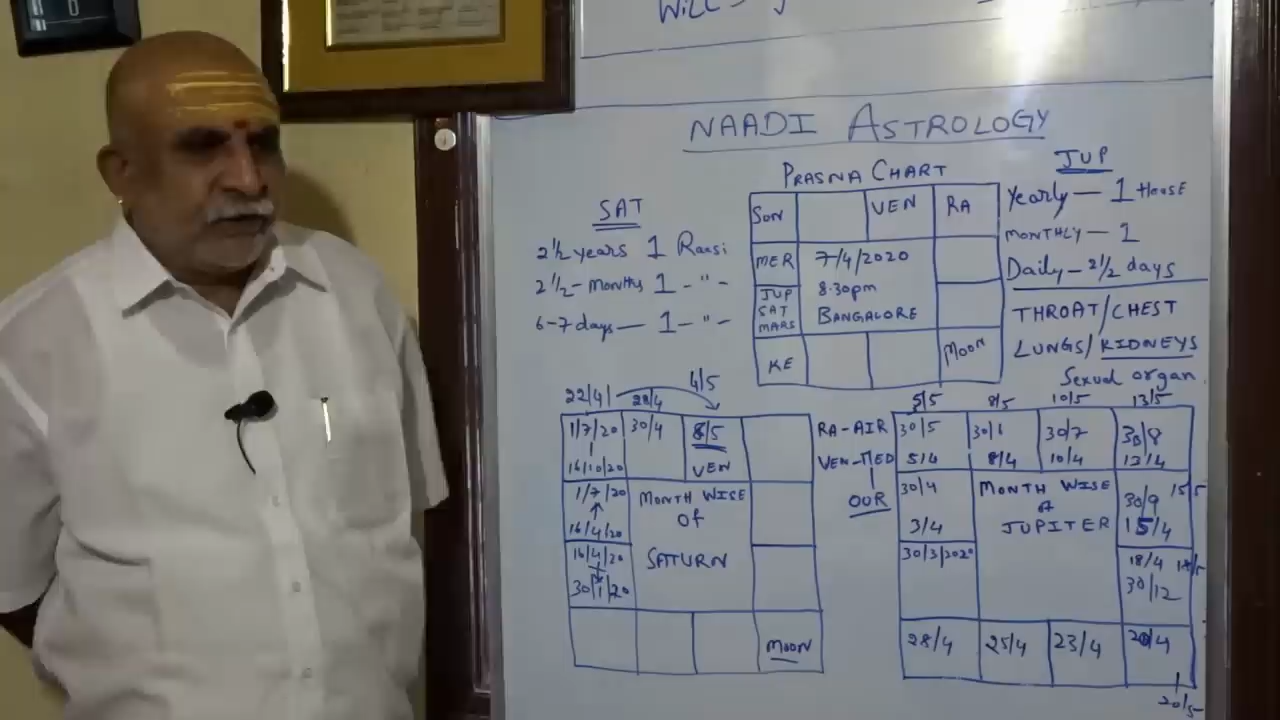 Will
NAADI ASTROLOGY
PRASNA CHART
JUP
Yearly — 1 House
MONTHLY — 1
Daily — 2½ days
THROAT/CHEST
LUNGS/KIDNEYS
Sexual organ.
SAT
2½ years 1 Raasi
2½ - months 1 - " -
6-7 days — 1 - " -
SUN
VEN
RA
MER
7/4/2020
8:30pm
BANGALORE
JUP
SAT
MARS
KE
Moon
22/4
28/4
4/5
1/7/20
16/10/20
30/4
8/5
VEN
1/7/20
16/4/20
16/4/20
30/1/20
MONTH WISE
Of
SATURN
MOON
RA-AIR
VEN-MED
OUR
5/5
8/5
10/5
13/5
30/5
5/4
8/4
30/7
10/4
30/8
30/4
3/4
MONTH WISE
JUPITER
30/9
15/5
15/4
30/3/2020
18/4
30/12
28/4
25/4
23/4
20/4
20/5